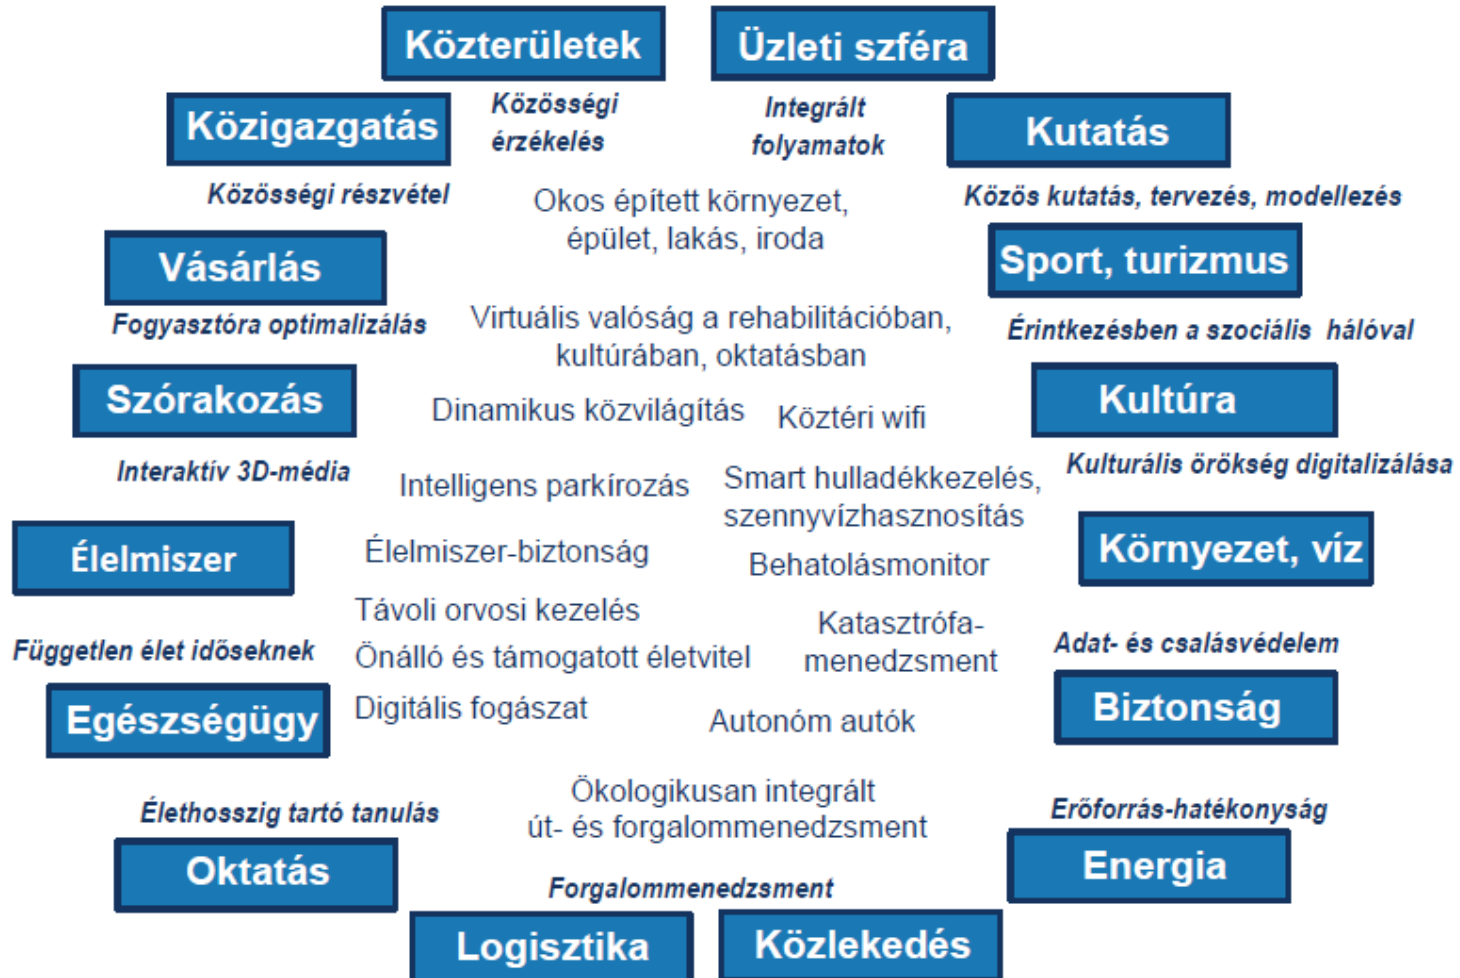 Közterületek
Üzleti szféra
Közösségi
érzékelés
Integrált
folyamatok
Közigazgatás
Kutatás
Közösségi részvétel
Okos épített környezet,
épület, lakás, iroda
Közös kutatás, tervezés, modellezés
Vásárlás
Sport, turizmus
Fogyasztóra optimalizálás
Virtuális valóság a rehabilitációban,
kultúrában, oktatásban
Érintkezésben a szociális hálóval
Szórakozás
Dinamikus közvilágítás
Köztéri wifi
Kultúra
Interaktív 3D-média
Intelligens parkírozás
Smart hulladékkezelés,
szennyvízhasznosítás
Kulturális örökség digitalizálása
Élelmiszer
Élelmiszer-biztonság
Behatolásmonitor
Környezet, víz
Távoli orvosi kezelés
Katasztrófa-
menedzsment
Független élet időseknek
Önálló és támogatott életvitel
Adat- és csalásvédelem
Egészségügy
Digitális fogászat
Autonóm autók
Biztonság
Élethosszig tartó tanulás
Ökologikusan integrált
út- és forgalommenedzsment
Erőforrás-hatékonyság
Oktatás
Energia
Forgalommenedzsment
Logisztika
Közlekedés